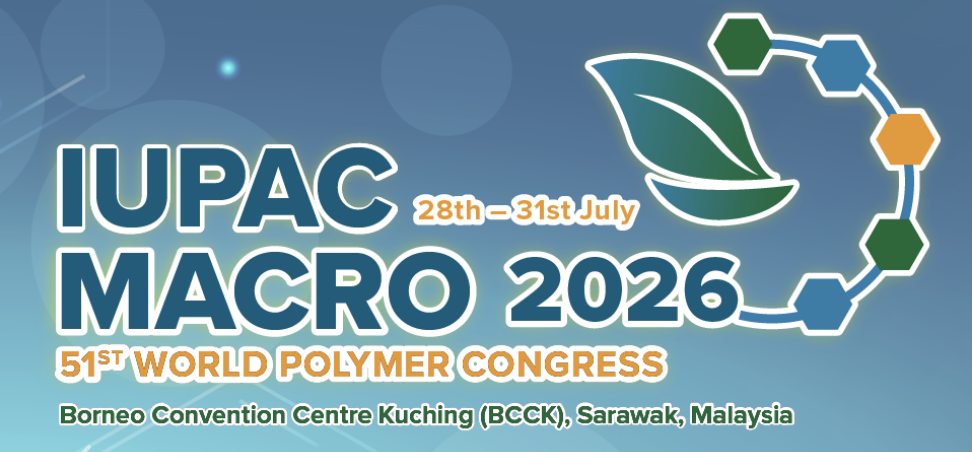 IUPAC
28th – 31st July
MACRO 2026
51ST WORLD POLYMER CONGRESS
Borneo Convention Centre Kuching (BCCK), Sarawak, Malaysia